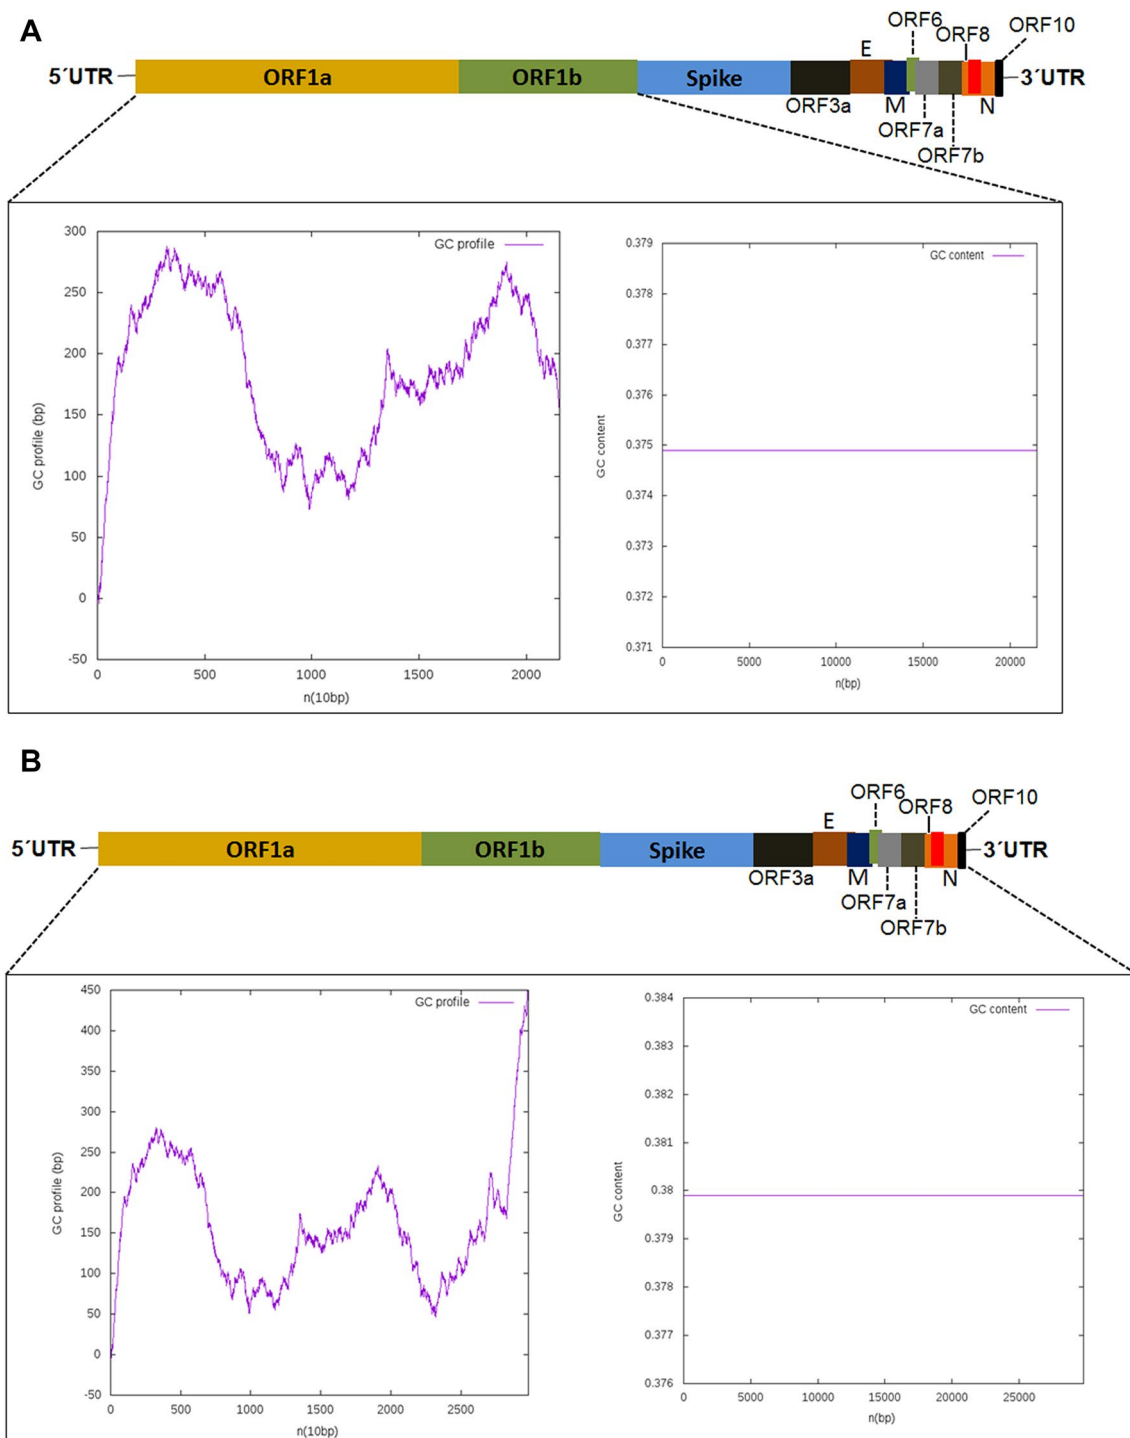 A
5´UTR
ORF1a
ORF1b
Spike
ORF3a
E
M
ORF6
ORF7a
ORF7b
ORF8
N
ORF10
3´UTR
GC profile
300
250
200
150
100
50
0
-50
GC profile (bp)
0 500 1000 1500 2000
n(10bp)
GC content
0.379
0.378
0.377
0.376
0.375
0.374
0.373
0.372
0.371
GC content
0 5000 10000 15000 20000
n(bp)
B
5´UTR
ORF1a
ORF1b
Spike
ORF3a
E
M
ORF6
ORF7a
ORF7b
ORF8
N
ORF10
3´UTR
GC profile
450
400
350
300
250
200
150
100
50
0
-50
GC profile (bp)
0 500 1000 1500 2000 2500
n(10bp)
GC content
0.384
0.383
0.382
0.381
0.38
0.379
0.378
0.377
0.376
GC content
0 5000 10000 15000 20000 25000
n(bp)